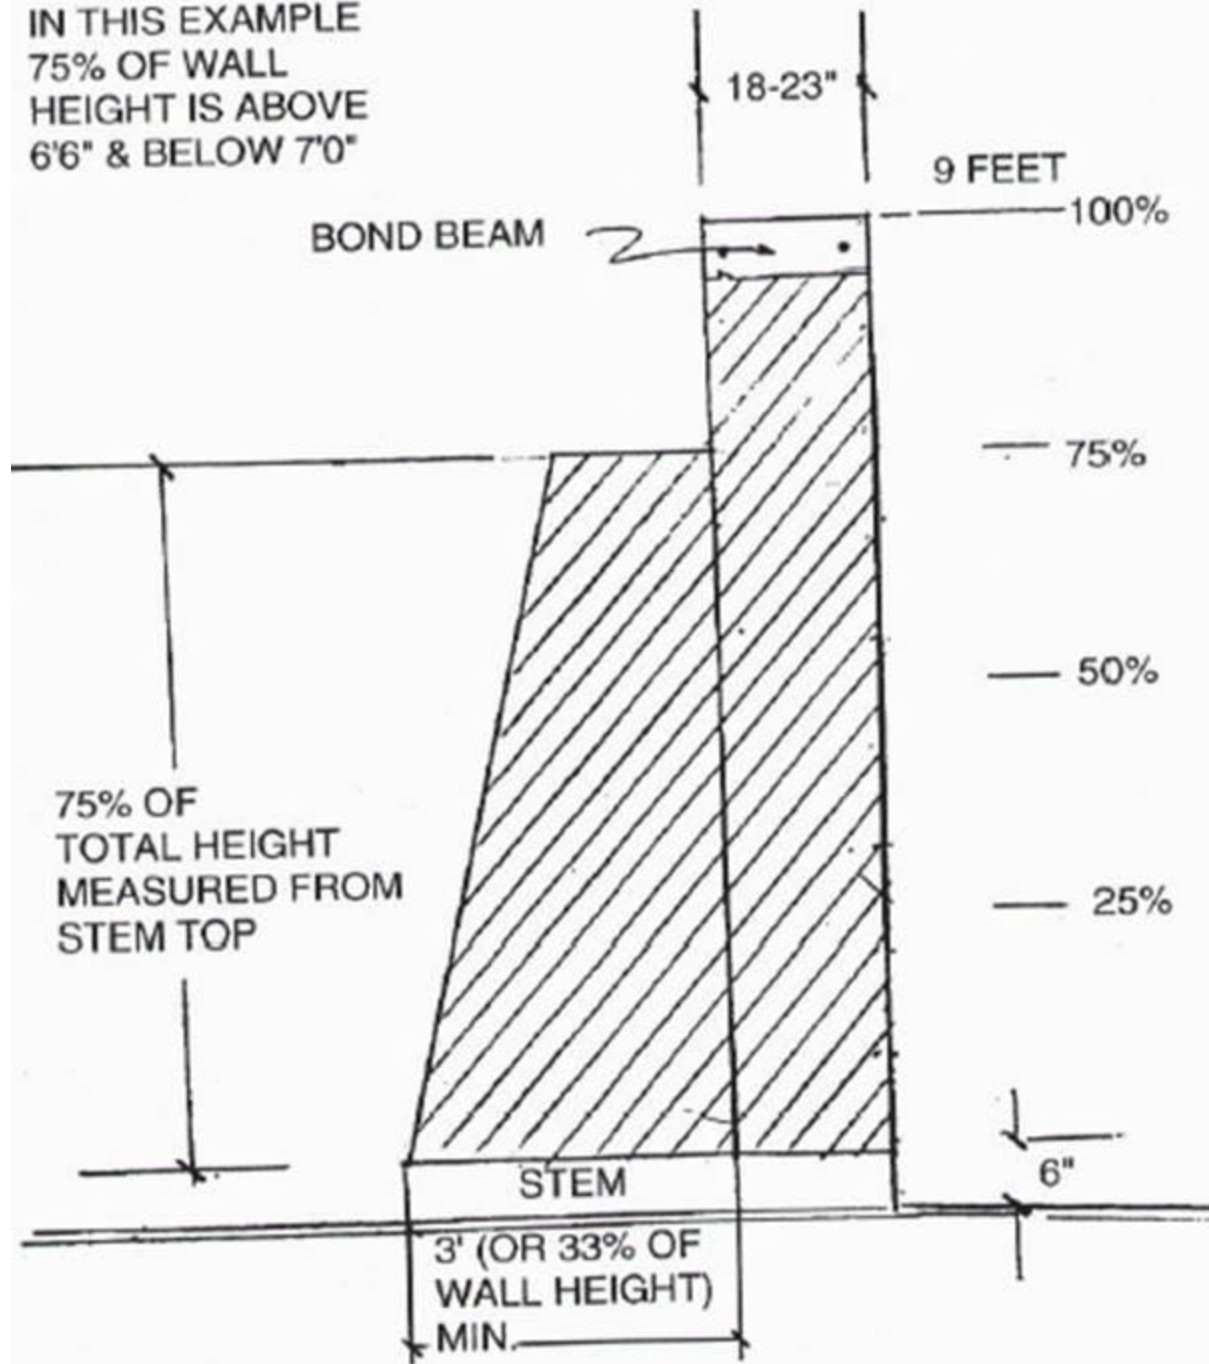 IN THIS EXAMPLE
75% OF WALL
HEIGHT IS ABOVE
6'6" & BELOW 7'0"
18-23"
9 FEET
100%
BOND BEAM
75%
50%
75% OF
TOTAL HEIGHT
MEASURED FROM
STEM TOP
25%
6"
STEM
3' (OR 33% OF
WALL HEIGHT)
MIN.